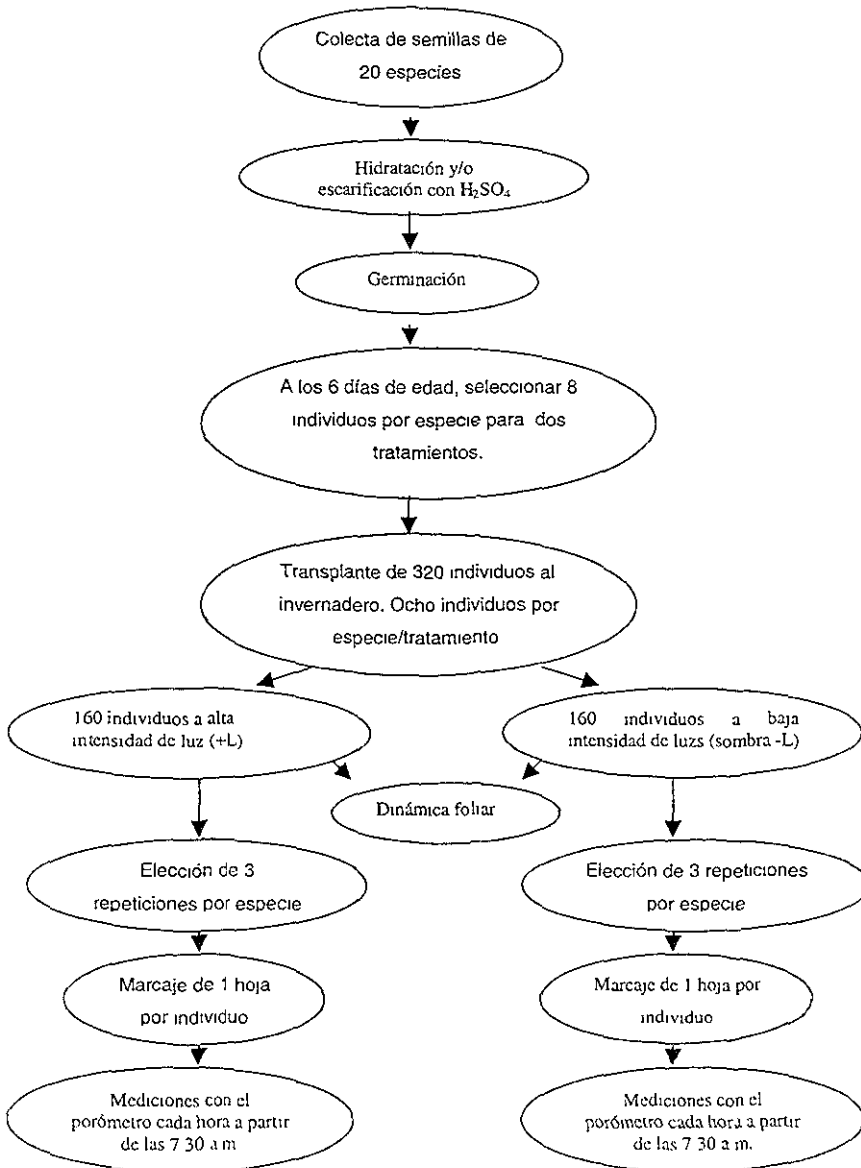 Colecta de semillas de
20 especies
Hidratación y/o
escarificación con H₂SO₄
Germinación
A los 6 días de edad, seleccionar 8
individuos por especie para dos
tratamientos.
Transplante de 320 individuos al
invernadero. Ocho individuos por
especie/tratamiento
160 individuos a alta
intensidad de luz (+L)
160 individuos a baja
intensidad de luzs (sombra -L)
Dinámica foliar
Elección de 3
repeticiones por especie
Elección de 3 repeticiones
por especie
Marcaje de 1 hoja
por individuo
Marcaje de 1 hoja por
individuo
Mediciones con el
porómetro cada hora a partir
de las 7 30 a m
Mediciones con el
porómetro cada hora a partir
de las 7 30 a m.